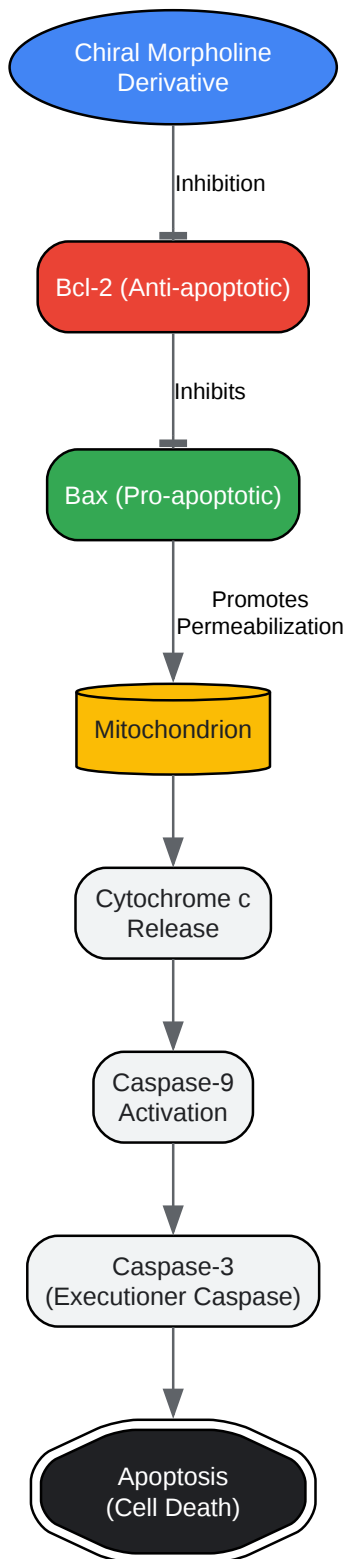 Chiral Morpholine
Derivative
Inhibition
Bcl-2 (Anti-apoptotic)
Inhibits
Bax (Pro-apoptotic)
Promotes
Permeabilization
Mitochondrion
Cytochrome c
Release
Caspase-9
Activation
Caspase-3
(Executioner Caspase)
Apoptosis
(Cell Death)